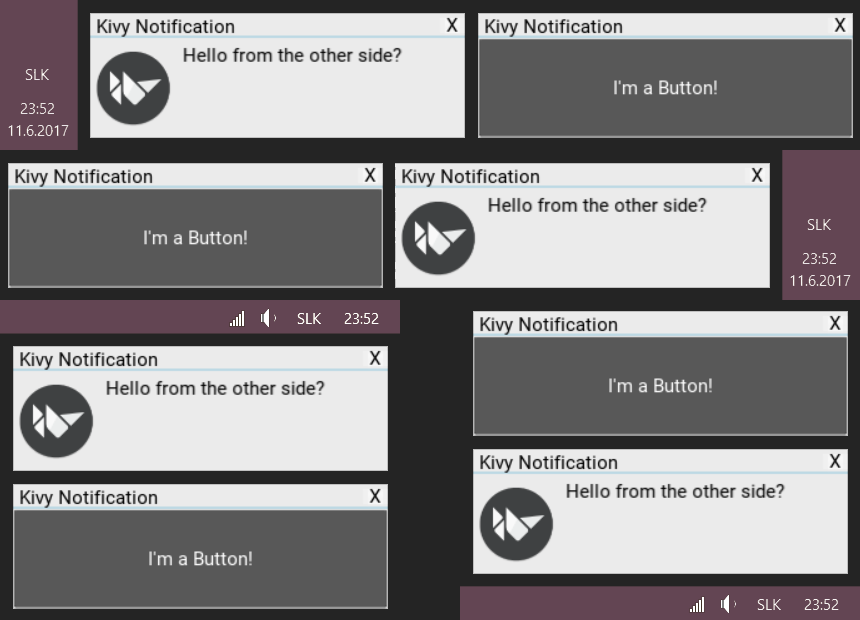 SLK
23:52
11.6.2017
Kivy Notification X
Hello from the other side?
Kivy Notification X
I'm a Button!
Kivy Notification X
I'm a Button!
Kivy Notification X
Hello from the other side?
SLK
23:52
11.6.2017
SLK 23:52
Kivy Notification X
Hello from the other side?
Kivy Notification X
I'm a Button!
Kivy Notification X
I'm a Button!
Kivy Notification X
Hello from the other side?
SLK 23:52